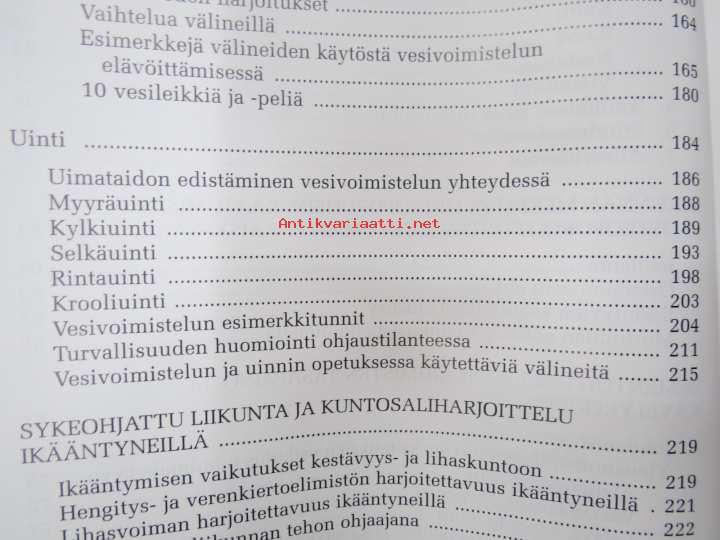 harjoitukset ........ 160
Vaihtelua välineillä ........ 164
Esimerkkejä välineiden käytöstä vesivoimistelun
elävöittämisessä ........ 165
10 vesileikkiä ja -peliä ........ 180
Uinti ........ 184
Uimataidon edistäminen vesivoimistelun yhteydessä ........ 186
Myyräuinti ........ 188
Antikvariaatti.net
Kylkiuinti ........ 189
Selkäuinti ........ 193
Rintauinti ........ 198
Krooliuinti ........ 203
Vesivoimistelun esimerkkitunnit ........ 204
Turvallisuuden huomiointi ohjaustilanteessa ........ 211
Vesivoimistelun ja uinnin opetuksessa käytettäviä välineitä ....... 215
SYKEOHJATTU LIIKUNTA JA KUNTOSALIHARJOITTELU
IKÄÄNTYNEILLÄ ........ 219
Ikääntymisen vaikutukset kestävyys- ja lihaskuntoon ........ 219
Hengitys- ja verenkiertoelimistön harjoitettavuus ikääntyneillä . 221
Lihasvoiman harjoitettavuus ikääntyneillä ........ 222
liikunnan tehon ohjaajana ........